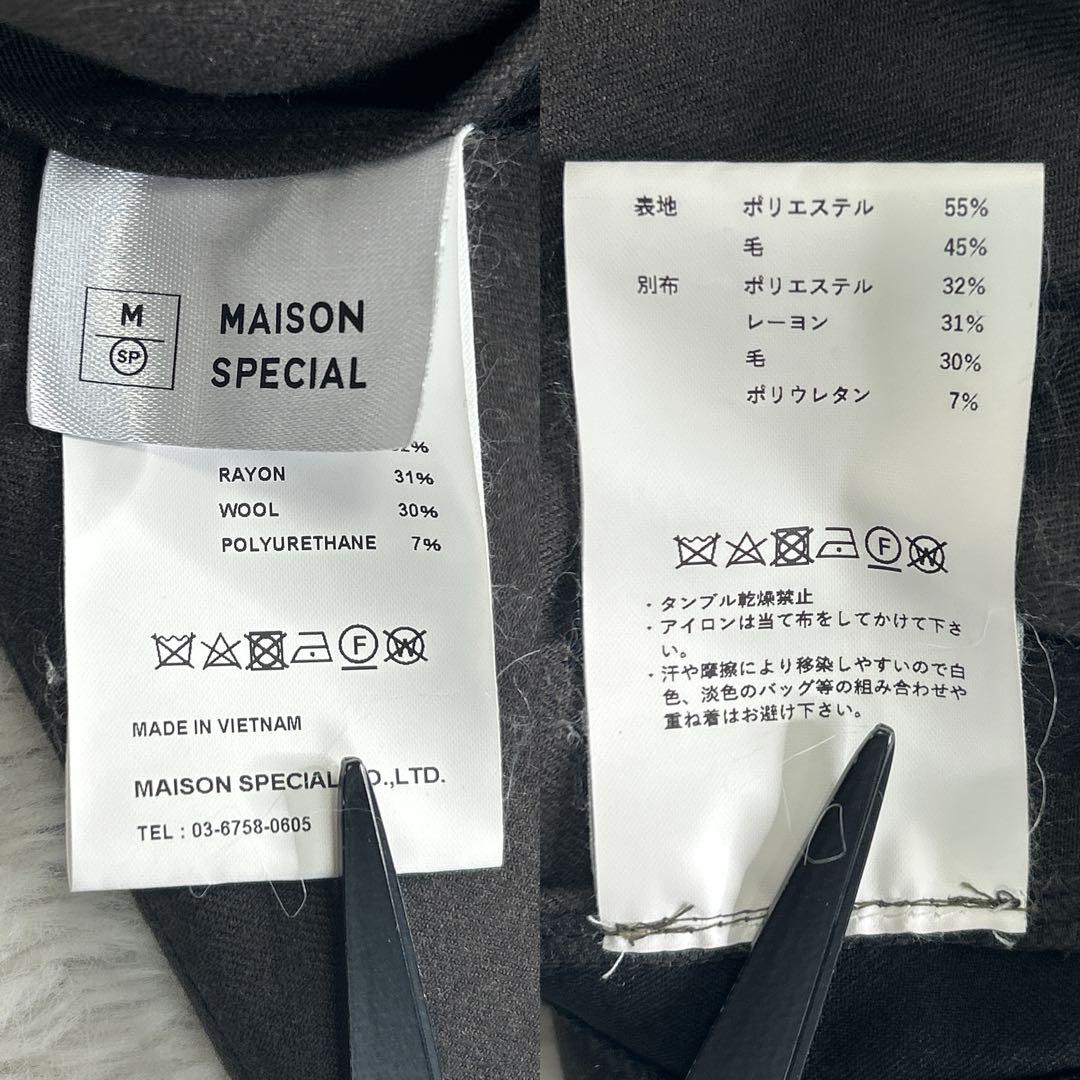 M
SP
MAISON
SPECIAL
RAYON 31%
WOOL 30%
POLYURETHANE 7%
F
W
MADE IN VIETNAM
MAISON SPECIAL CO.,LTD.
TEL : 03-6758-0605
表地 ポリエステル 55%
毛 45%
別布 ポリエステル 32%
レーヨン 31%
毛 30%
ポリウレタン 7%
F
W
・タンブル乾燥禁止
・アイロンは当て布をしてかけて下さ
い。
・汗や摩擦により移染しやすいので白
色、淡色のバッグ等の組み合わせや
重ね着はお避け下さい。